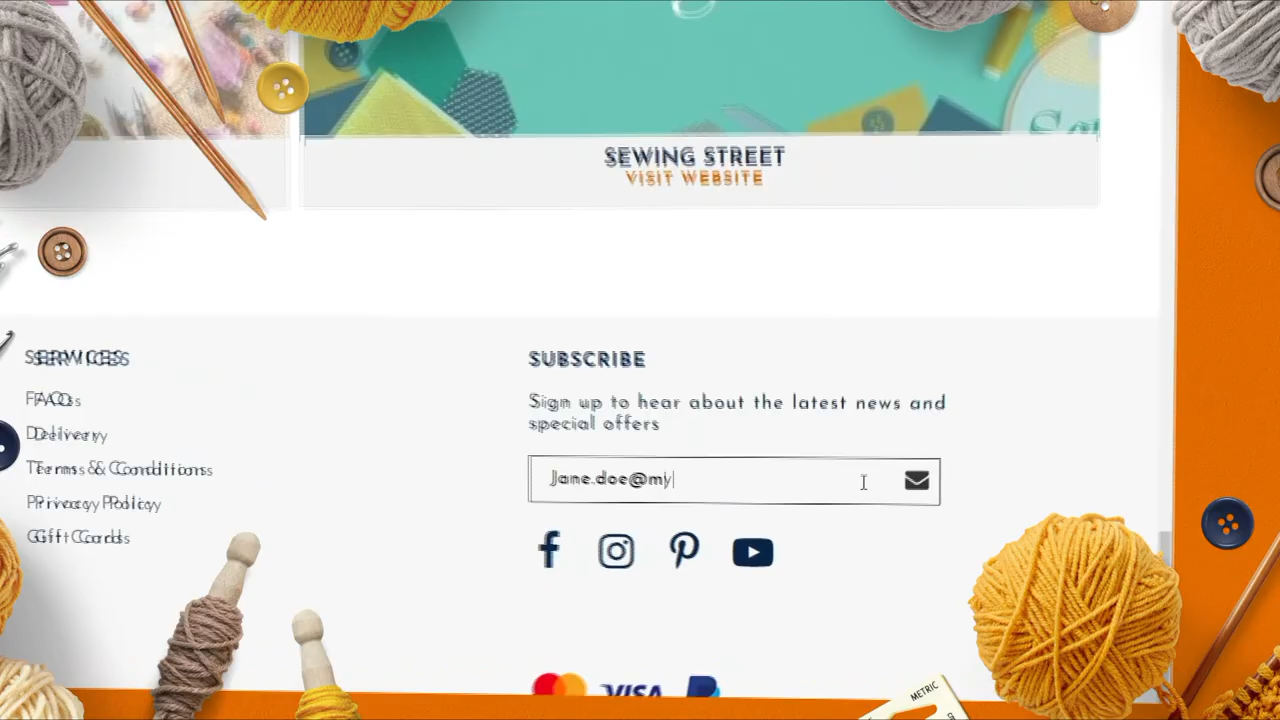 SEWING STREET
VISIT WEBSITE
SERVICES
FAQs
Delivery
Terms & Conditions
Privacy Policy
Gift Cards
SUBSCRIBE
Sign up to hear about the latest news and
special offers
Jane.doe@my
VISA
METRIC